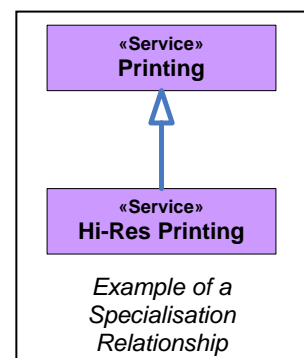 «Service»
Printing
«Service»
Hi-Res Printing
Example of a
Specialisation
Relationship